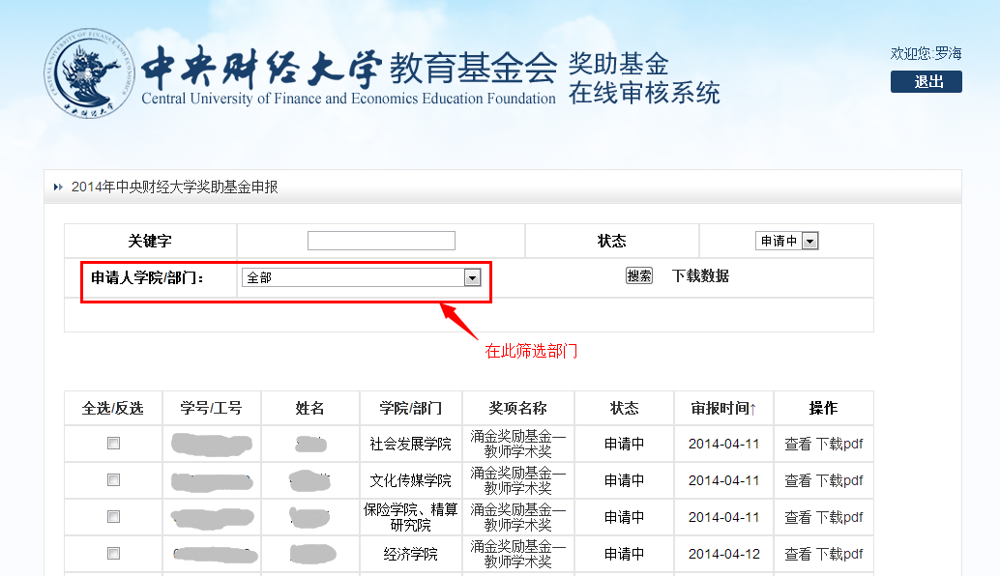 中央财经大学 教育基金会
Central University of Finance and Economics Education Foundation
奖助基金
在线审核系统
欢迎您:罗海
退出
2014年中央财经大学奖助基金申报
关键字 状态 申请中
申请人学院/部门： 全部 搜索 下载数据
在此筛选部门
全选/反选 学号/工号 姓名 学院/部门 奖项名称 状态 审报时间↑ 操作
社会发展学院 涌金奖励基金—教师学术奖 申请中 2014-04-11 查看 下载pdf
文化传媒学院 涌金奖励基金—教师学术奖 申请中 2014-04-11 查看 下载pdf
保险学院、精算研究院 涌金奖励基金—教师学术奖 申请中 2014-04-11 查看 下载pdf
经济学院 涌金奖励基金—教师学术奖 申请中 2014-04-12 查看 下载pdf